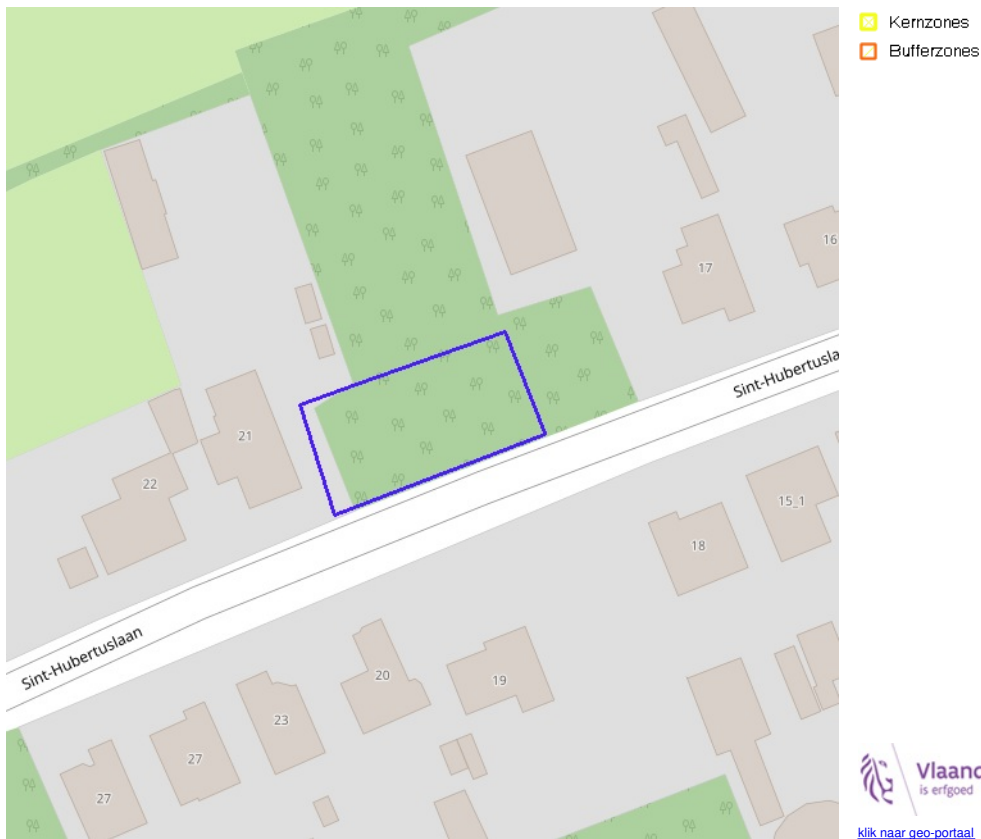 Kernzones
Bufferzones
16
17
Sint-Hubertusla
21
22
15_1
18
Sint-Hubertuslaan
20
19
23
27
27
Vlaand
is erfgoed
klik naar geo-portaal